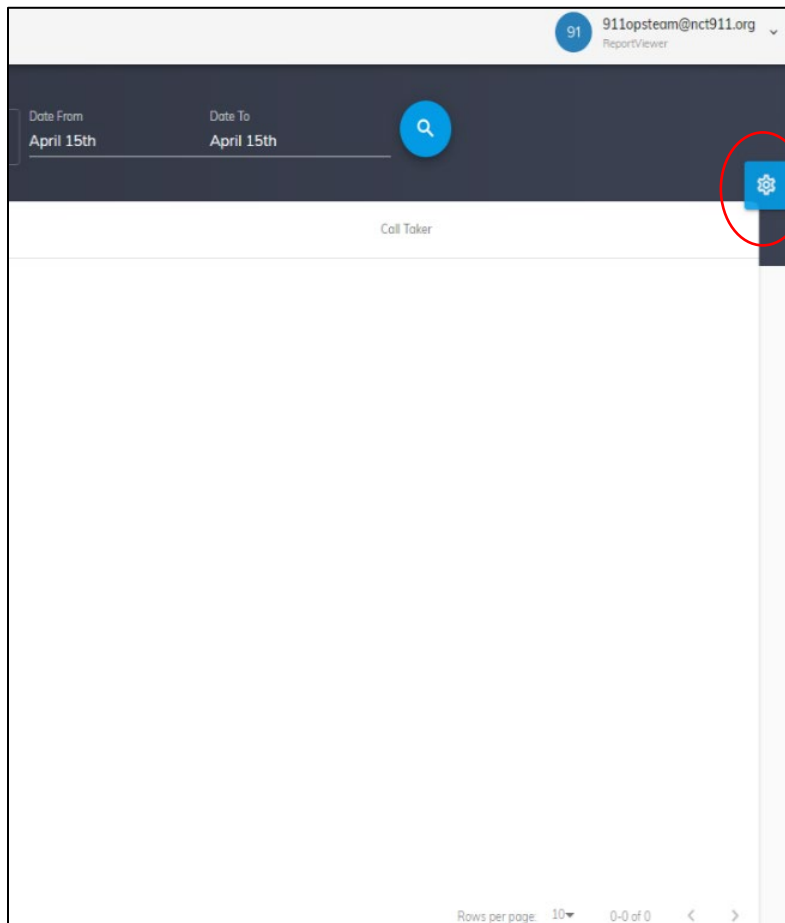 91
911opsteam@nct911.org
ReportViewer
Date From
Date To
April 15th
April 15th
Call Taker
Rows per page: 10 0-0 of 0